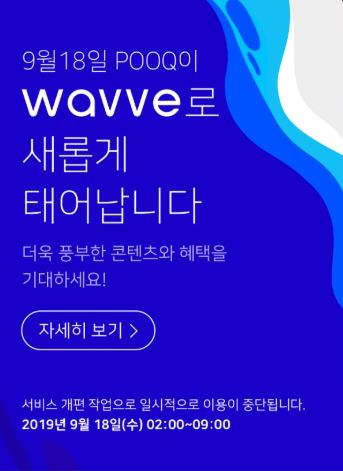 9월18일 POOQ이
wavve로
새롭게
태어납니다
더욱 풍부한 콘텐츠와 혜택을
기대하세요!
자세히 보기 >
서비스 개편 작업으로 일시적으로 이용이 중단됩니다.
2019년 9월 18일(수) 02:00~09:00